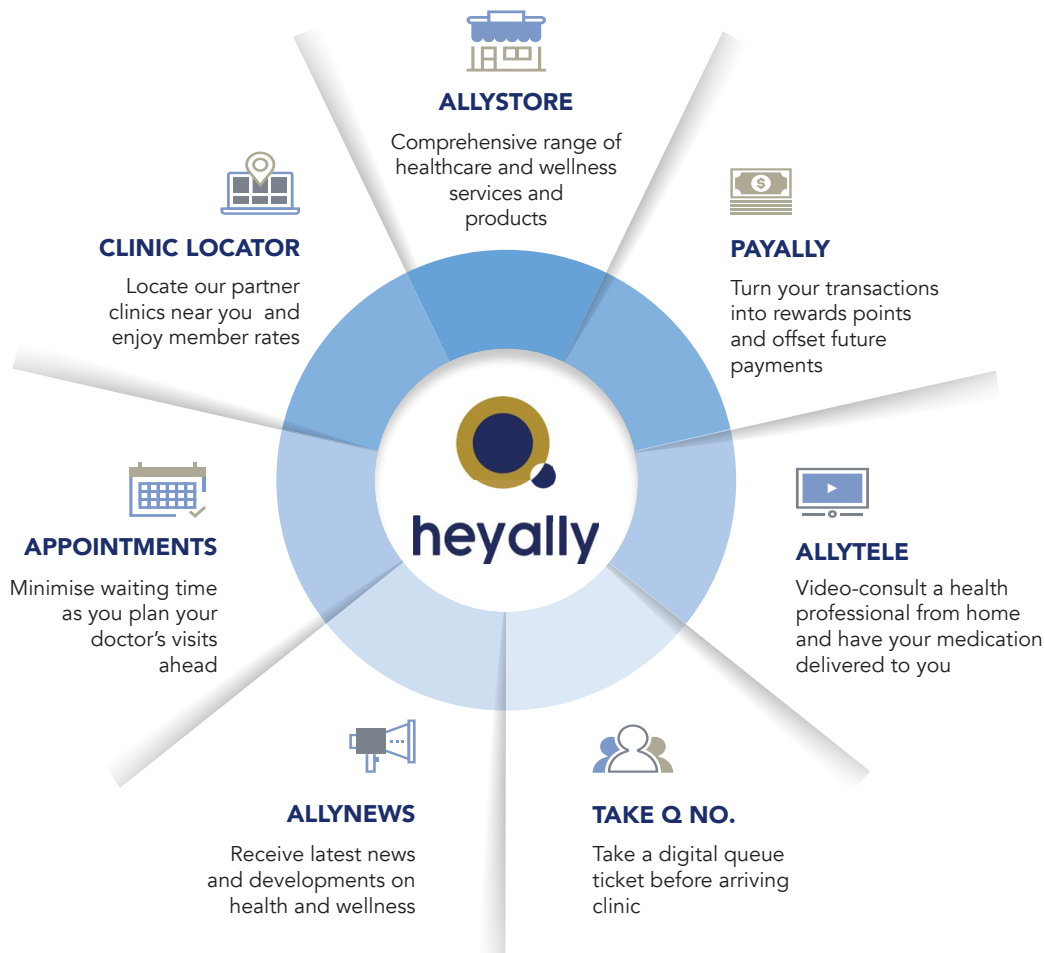 ALLYSTORE
Comprehensive range of
healthcare and wellness
services and
products
CLINIC LOCATOR
Locate our partner
clinics near you and
enjoy member rates
$
PAYALLY
Turn your transactions
into rewards points
and offset future
payments
heyally
APPOINTMENTS
Minimise waiting time
as you plan your
doctor’s visits
ahead
ALLYTELE
Video-consult a health
professional from home
and have your medication
delivered to you
ALLYNEWS
Receive latest news
and developments on
health and wellness
TAKE Q NO.
Take a digital queue
ticket before arriving
clinic